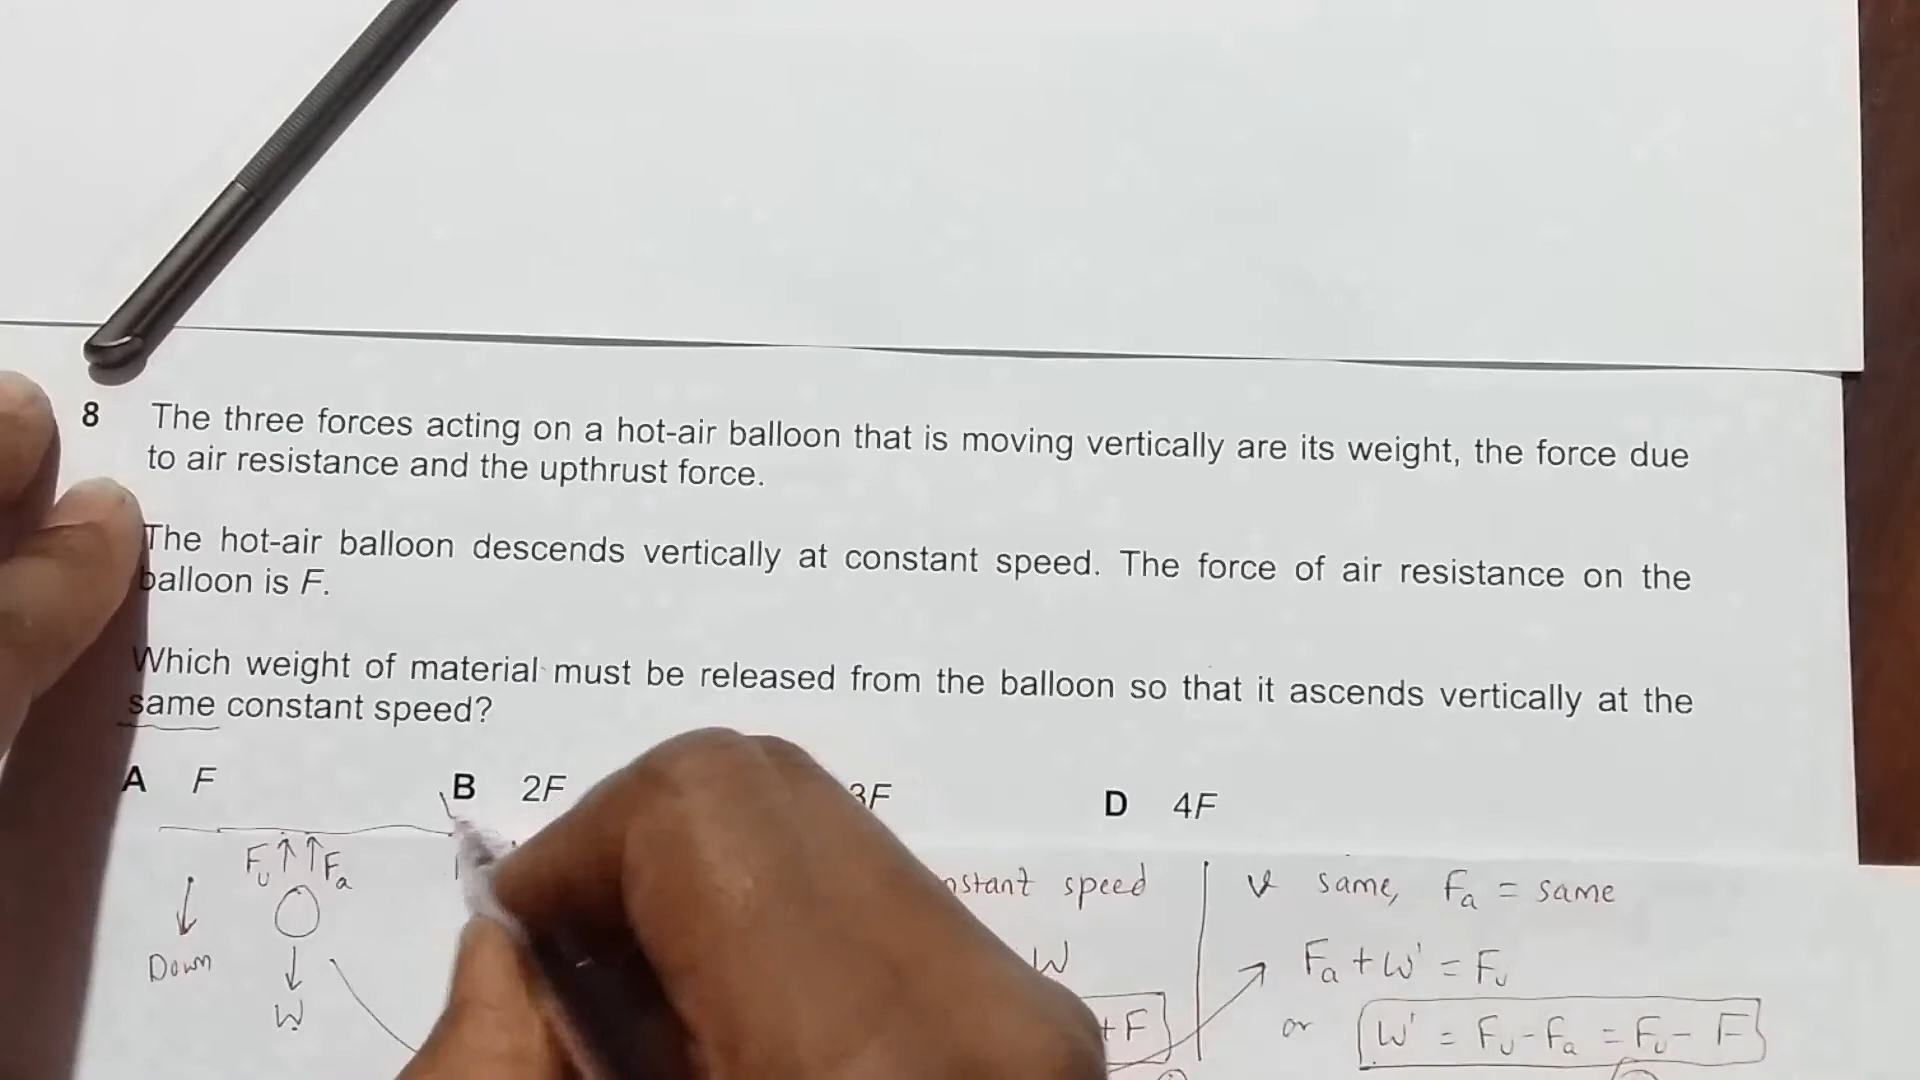 8 The three forces acting on a hot-air balloon that is moving vertically are its weight, the force due
to air resistance and the upthrust force.
The hot-air balloon descends vertically at constant speed. The force of air resistance on the
balloon is F.
Which weight of material must be released from the balloon so that it ascends vertically at the
same constant speed?
A F B 2F 3F D 4F
Fu ↑ ↑ Fa
↓
Down
↓
W
speed
W
+F
v same, Fa = same
Fa + W' = Fu
or W' = Fu - Fa = Fu - F